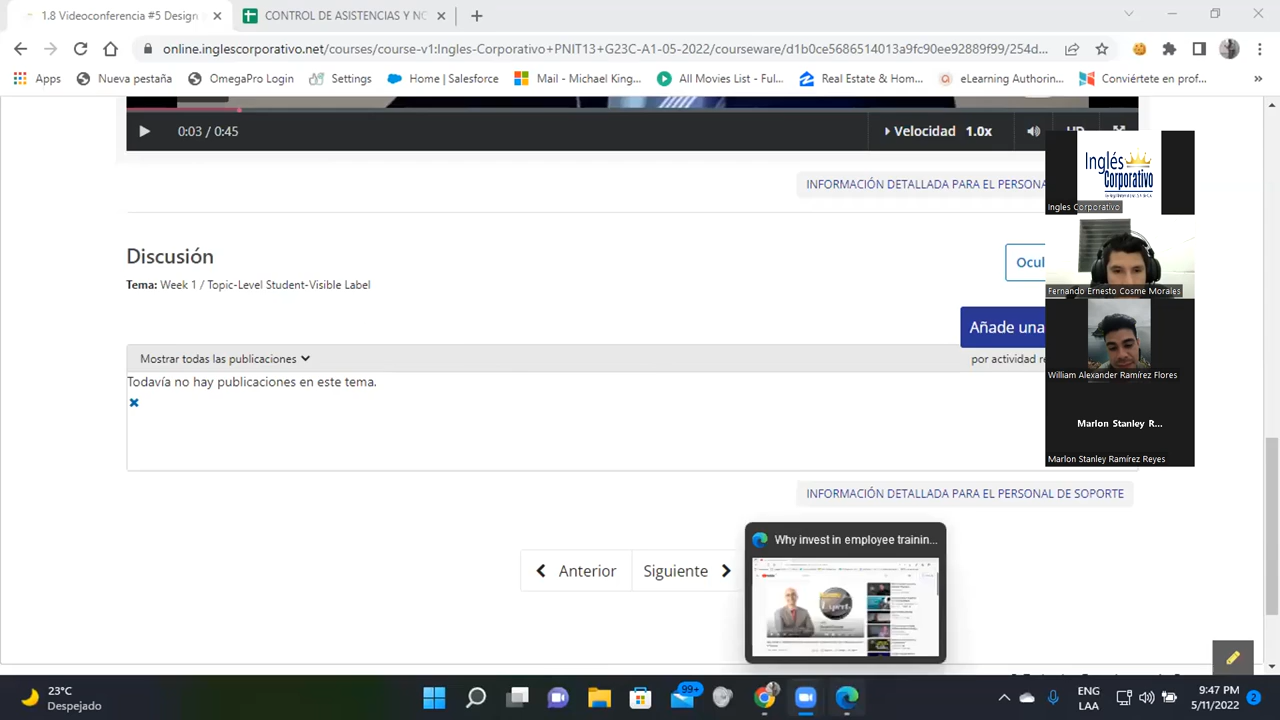 1.8 Videoconferencia #5 Design
CONTROL DE ASISTENCIAS Y NO
online.inglescorporativo.net/courses/course-v1:Ingles-Corporativo+PNIT13+G23C-A1-05-2022/courseware/d1b0ce5686514013a9fc90ee92889f99/254d...
Apps
Nueva pestaña
OmegaPro Login
Settings
Home | Salesforce
Mail - Michael King...
All Movies List - Ful...
Real Estate & Hom...
eLearning Authorin...
Conviértete en prof...
»
0:03 / 0:45
Velocidad 1.0x
HD
Inglés
Corporativo
INFORMACIÓN DETALLADA PARA EL PERSONA
Ingles Corporativo
Discusión
Ocul
Tema: Week 1 / Topic-Level Student-Visible Label
Fernando Ernesto Cosme Morales
Añade una
Mostrar todas las publicaciones
por actividad re
Todavía no hay publicaciones en este tema.
William Alexander Ramírez Flores
Marlon Stanley R...
Marlon Stanley Ramírez Reyes
INFORMACIÓN DETALLADA PARA EL PERSONAL DE SOPORTE
Why invest in employee trainin...
Anterior
Siguiente
23°C
Despejado
99+
ENG
LAA
9:47 PM
5/11/2022
2